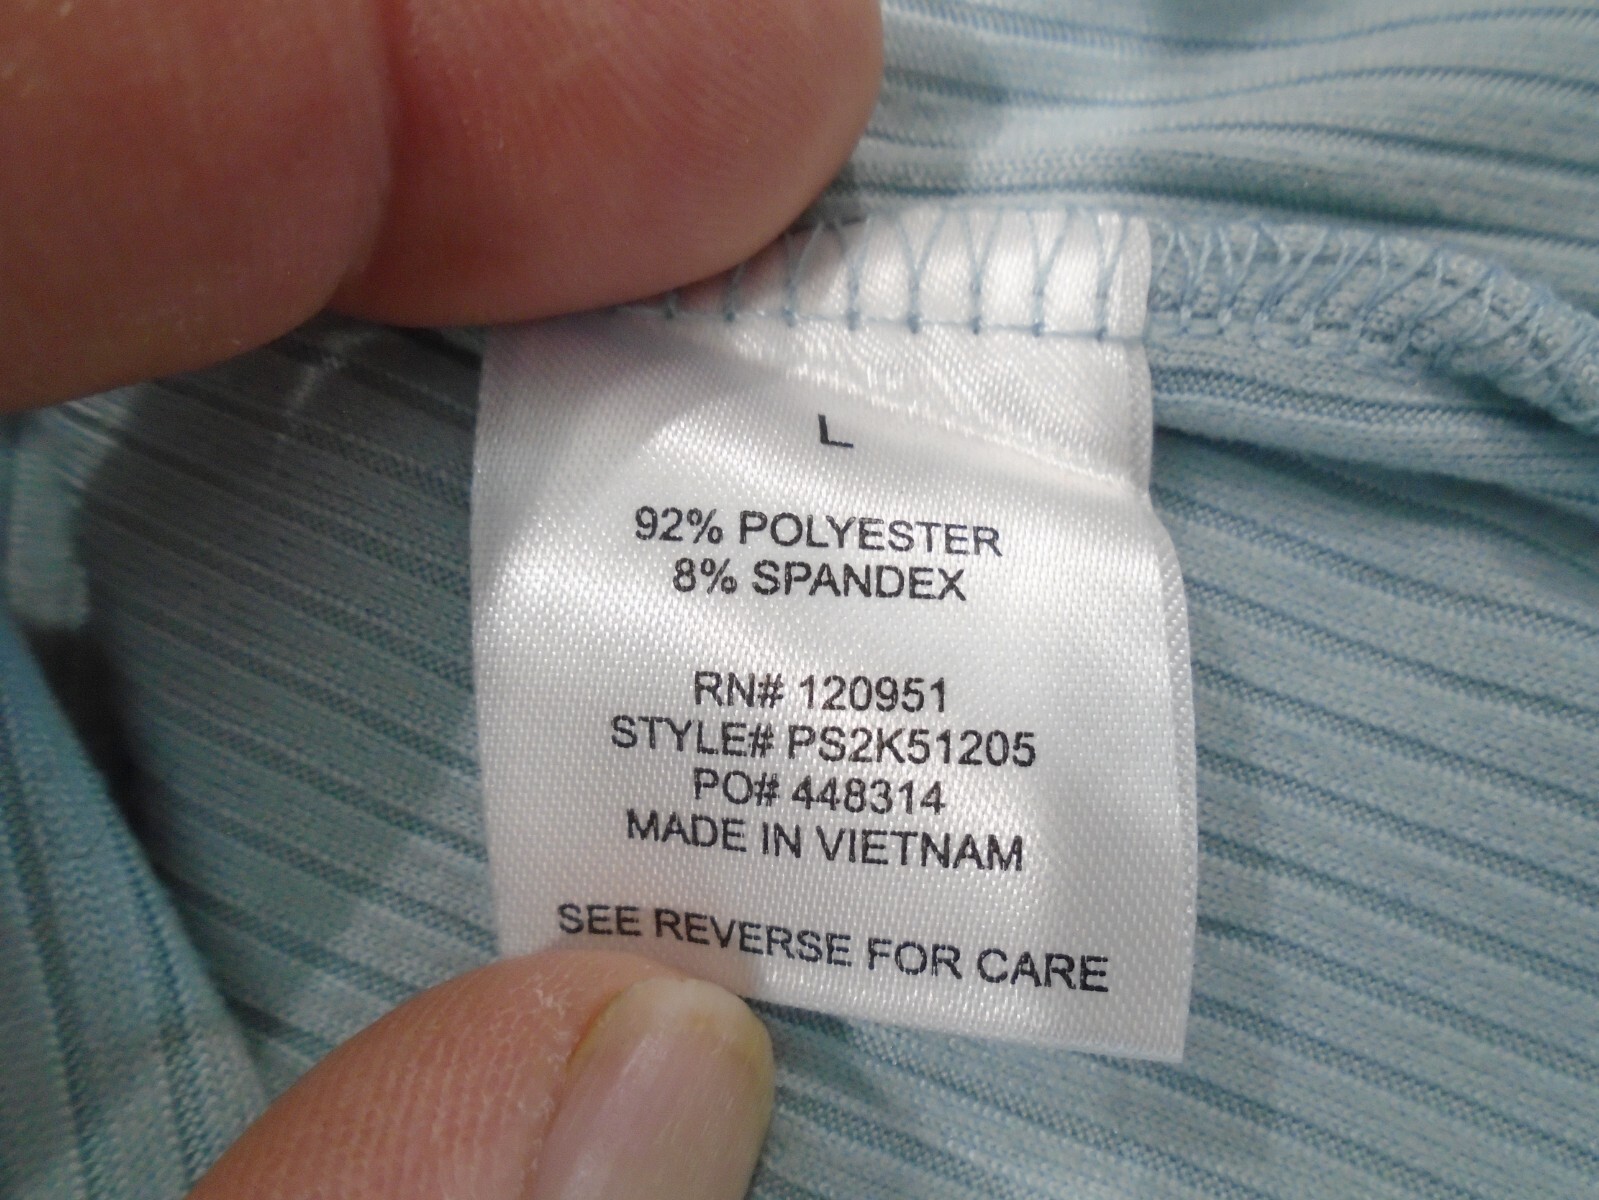 L
92% POLYESTER
8% SPANDEX
RN# 120951
STYLE# PS2K51205
PO# 448314
MADE IN VIETNAM
SEE REVERSE FOR CARE